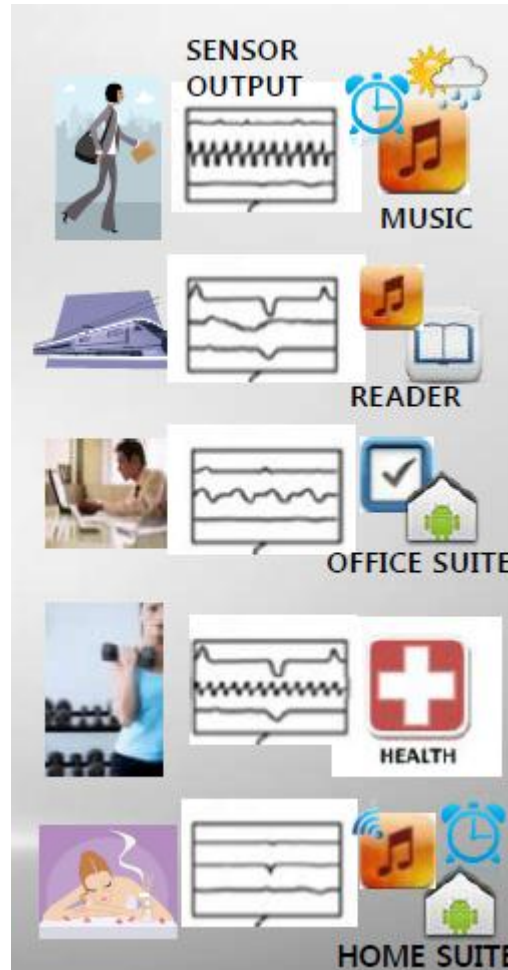 SENSOR
OUTPUT
MUSIC
READER
OFFICE SUITE
HEALTH
HOME SUITE